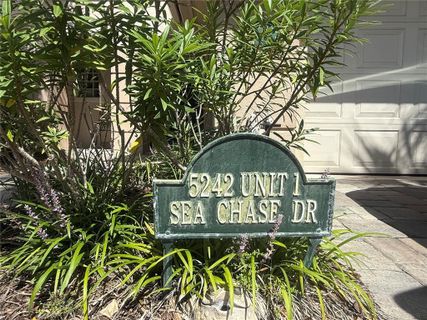 5242 UNIT 1
SEA CHASE DR